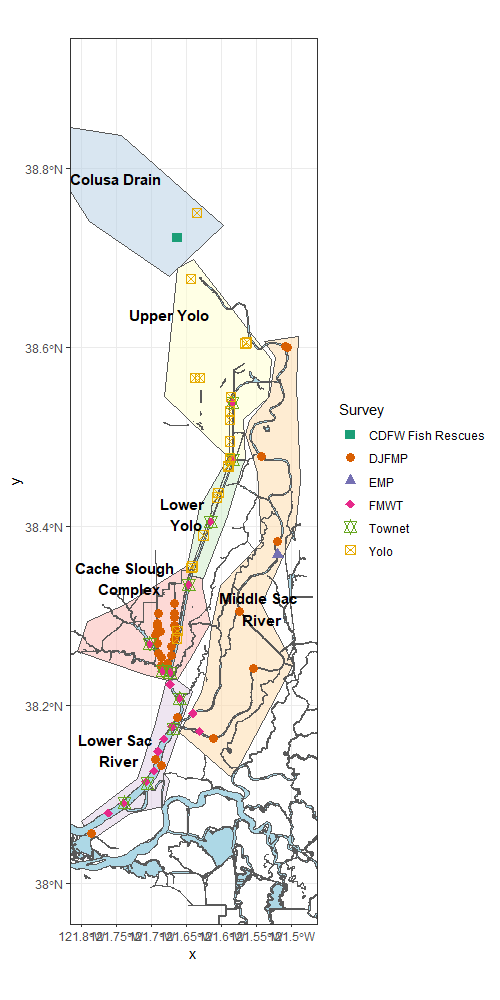 38.8°N
Colusa Drain
Upper Yolo
38.6°N
Survey
CDFW Fish Rescues
DJFMP
EMP
FMWT
Townet
Yolo
y
Lower
Yolo
38.4°N
Cache Slough
Complex
Middle Sac
River
38.2°N
Lower Sac
River
38°N
121.8°W 121.75°W 121.7°W 121.65°W 121.6°W 121.55°W 121.5°W
x